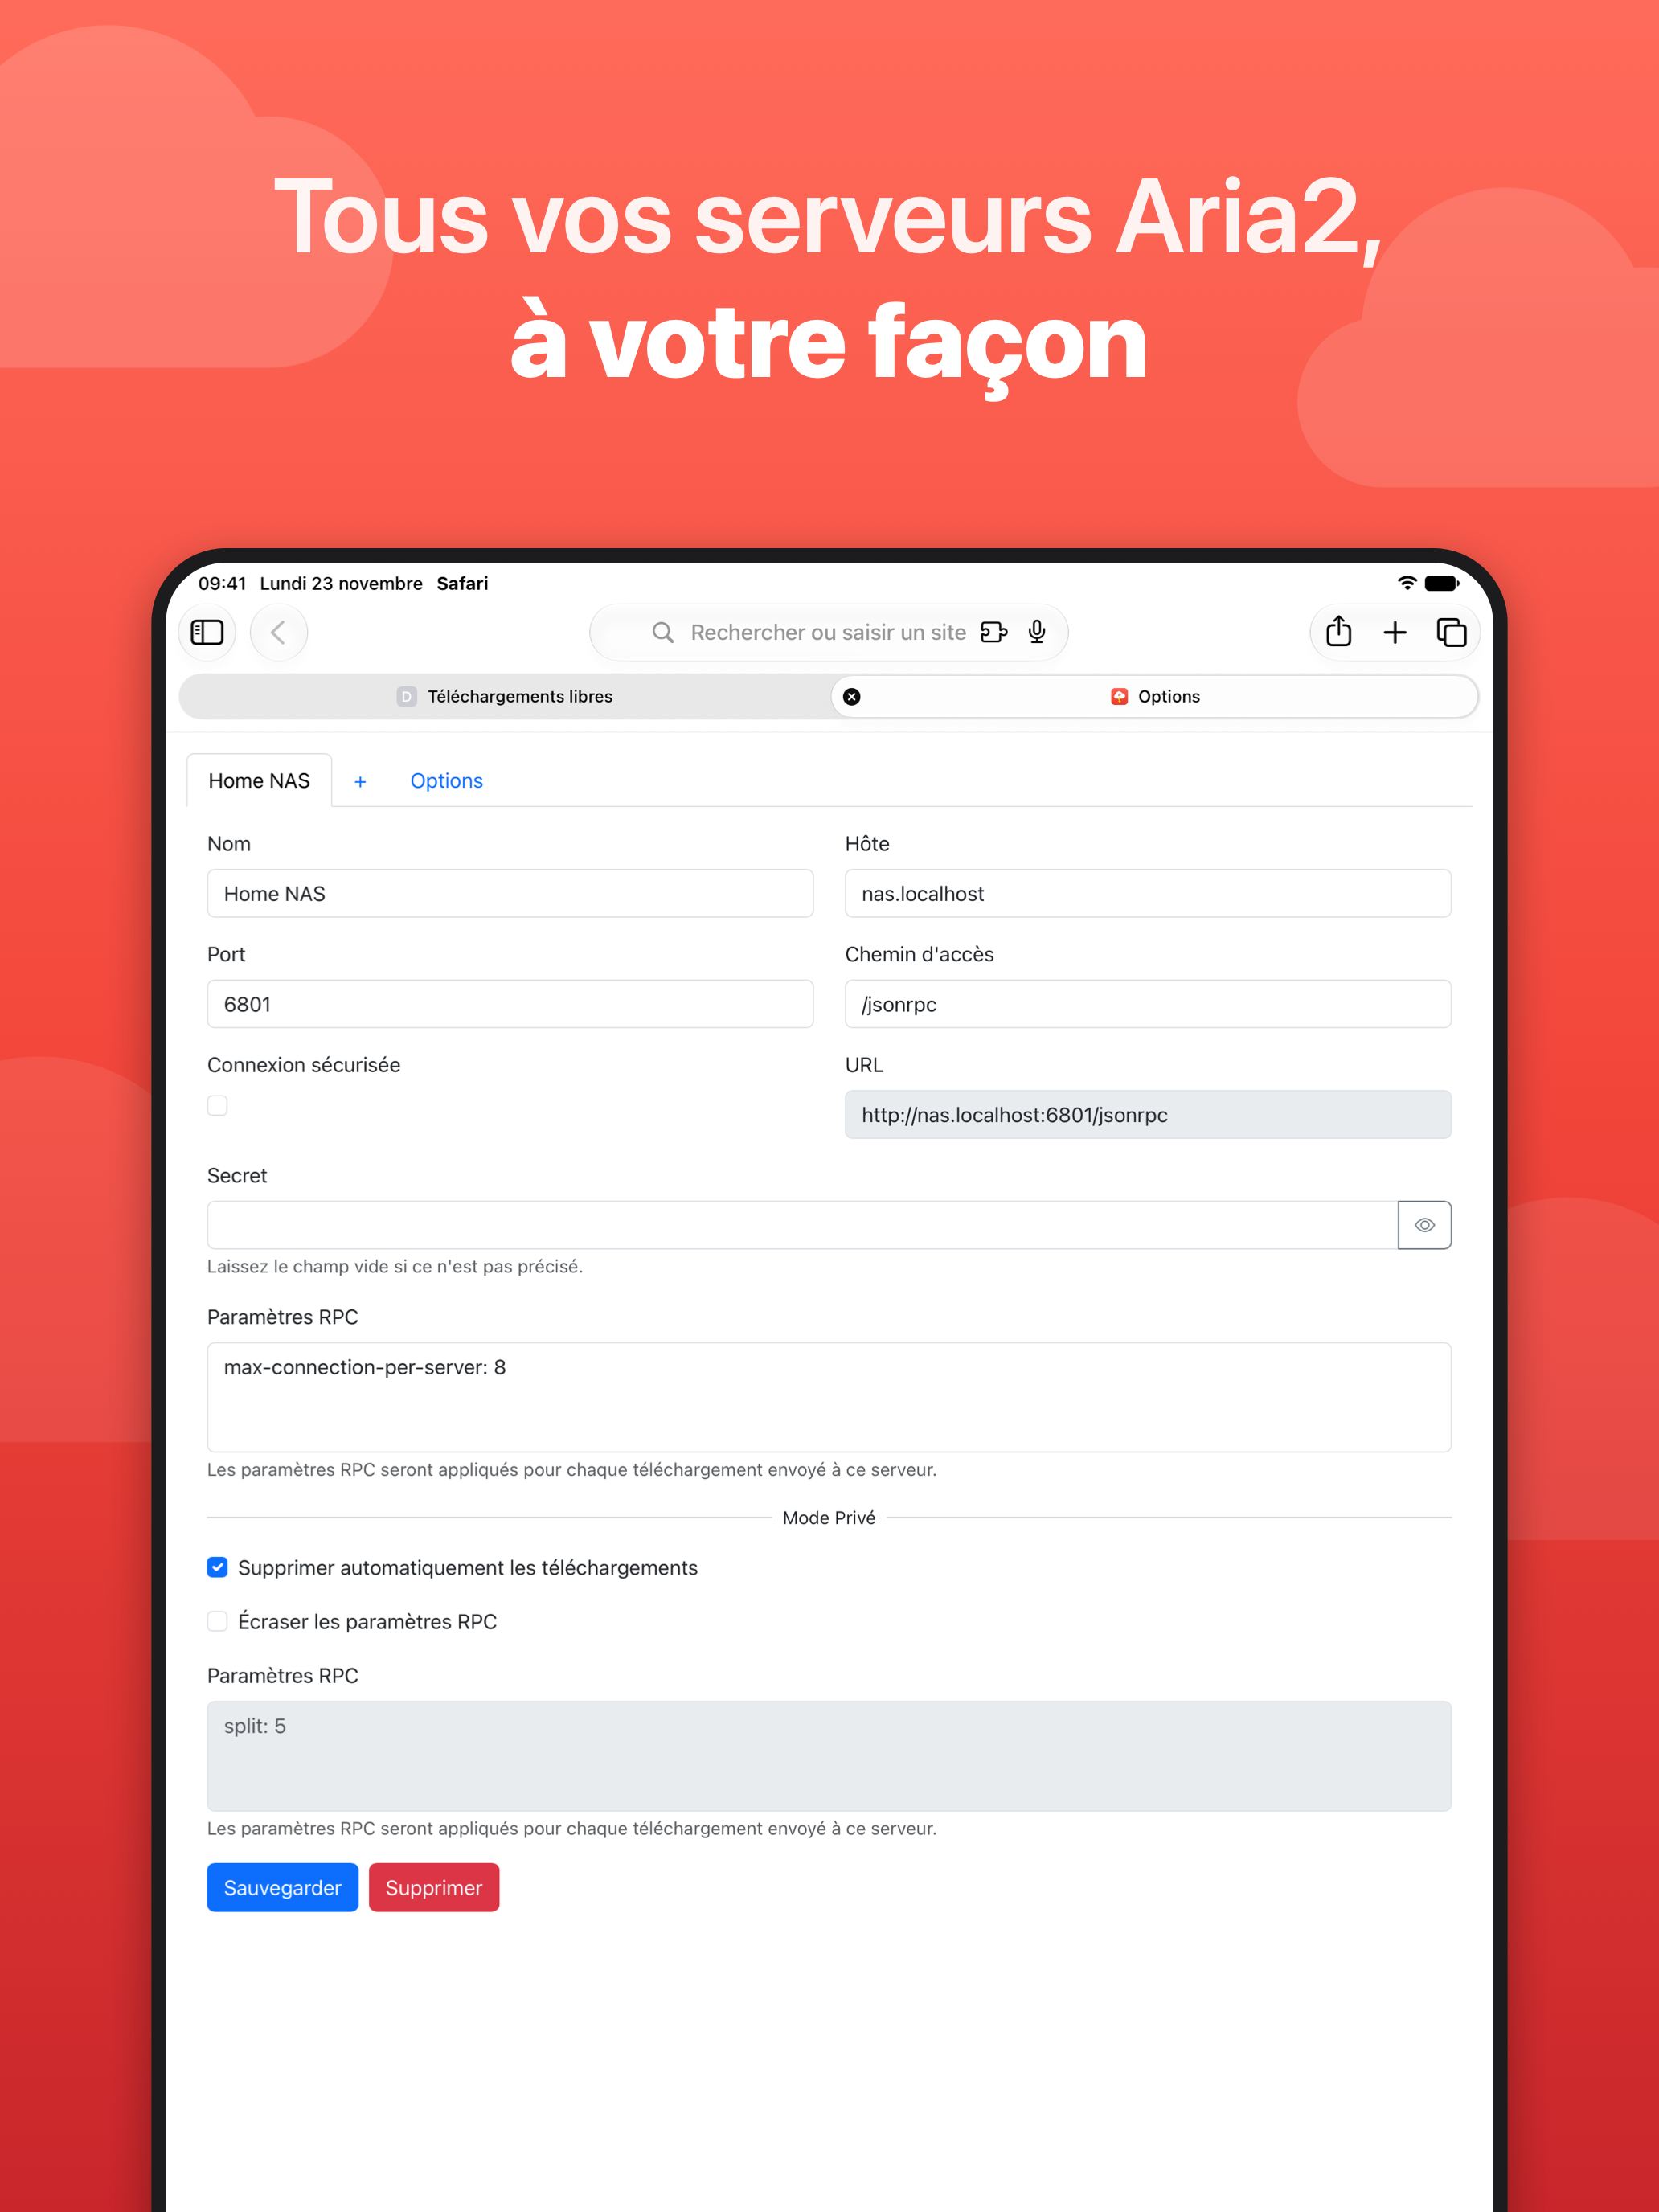 Tous vos serveurs Aria2,
à votre façon
09:41 Lundi 23 novembre Safari
Rechercher ou saisir un site
D Téléchargements libres
Options
Home NAS + Options
Nom
Hôte
Home NAS
nas.localhost
Port
Chemin d'accès
6801
/jsonrpc
Connexion sécurisée
URL
http://nas.localhost:6801/jsonrpc
Secret
Laissez le champ vide si ce n'est pas précisé.
Paramètres RPC
max-connection-per-server: 8
Les paramètres RPC seront appliqués pour chaque téléchargement envoyé à ce serveur.
Mode Privé
Supprimer automatiquement les téléchargements
Écraser les paramètres RPC
Paramètres RPC
split: 5
Les paramètres RPC seront appliqués pour chaque téléchargement envoyé à ce serveur.
Sauvegarder
Supprimer